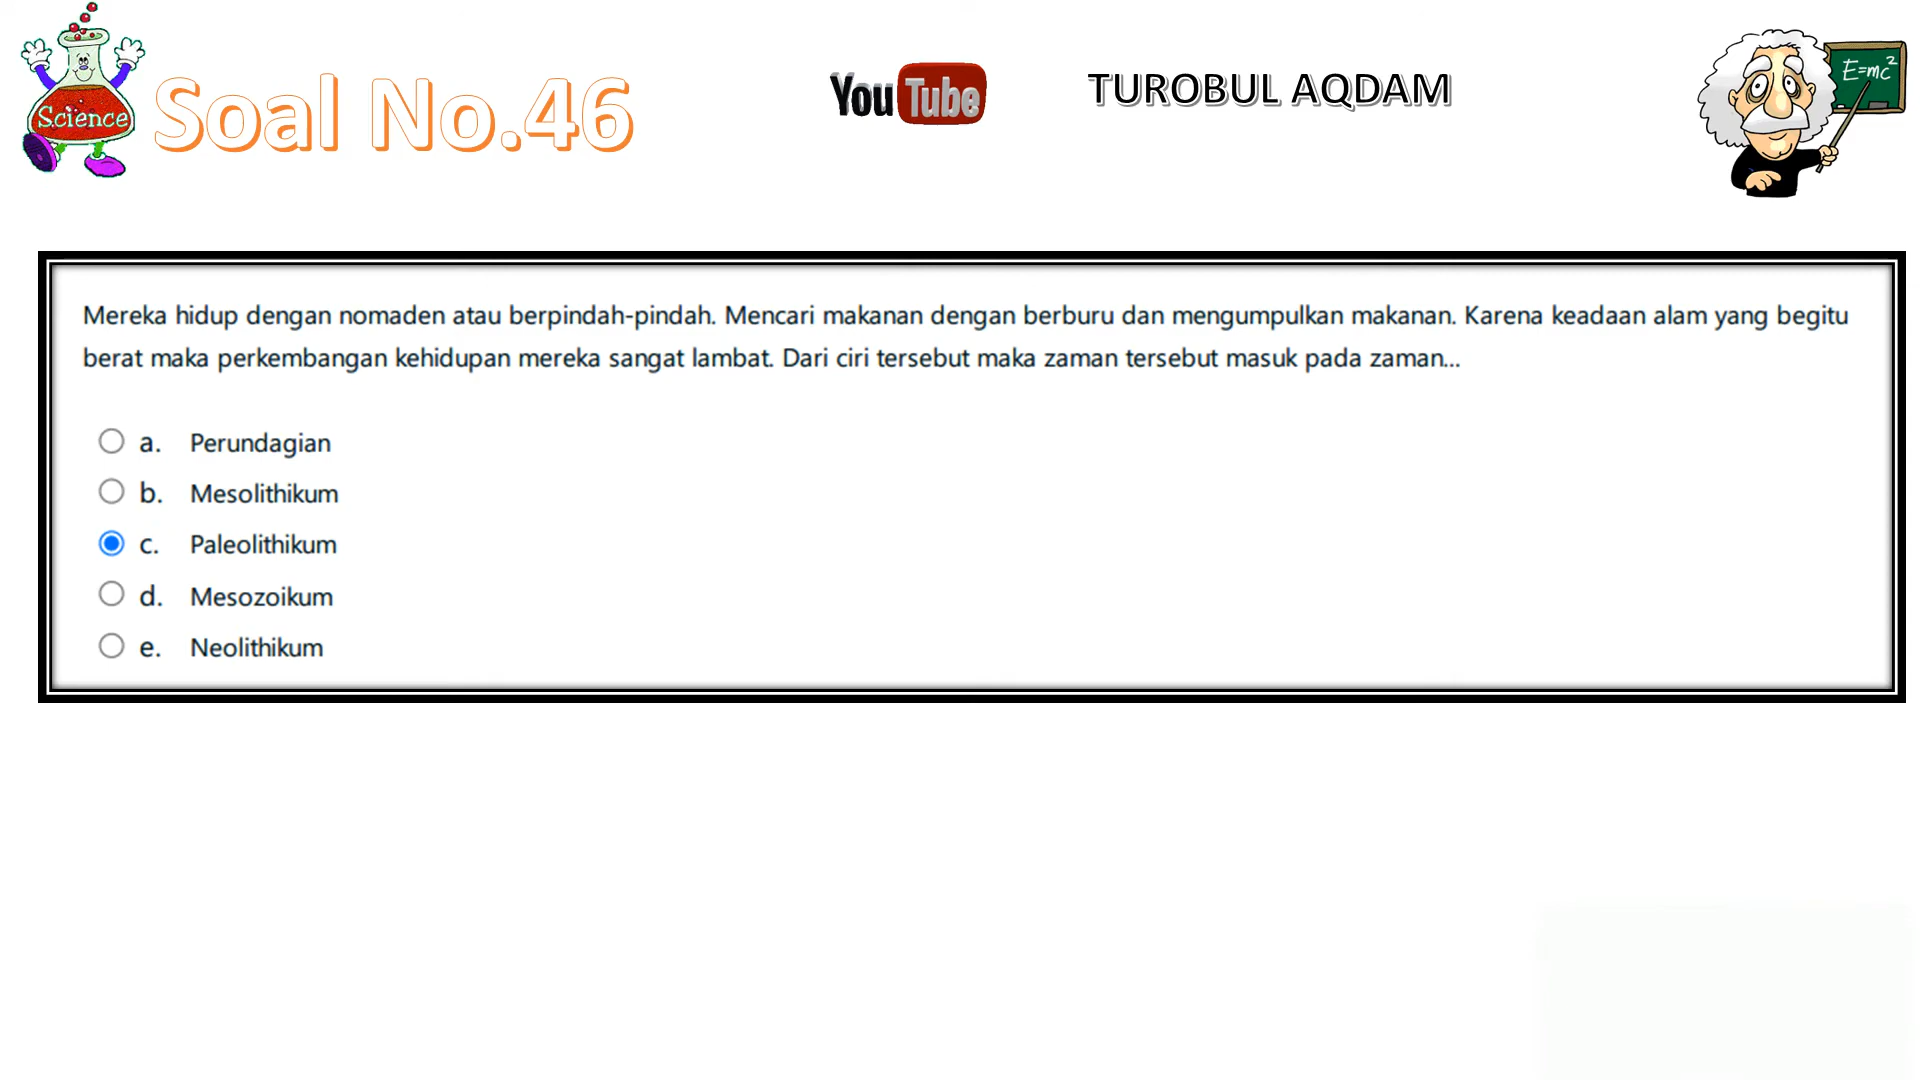 Science
Soal No.46
YouTube
TUROBUL AQDAM
E=mc²
Mereka hidup dengan nomaden atau berpindah-pindah. Mencari makanan dengan berburu dan mengumpulkan makanan. Karena keadaan alam yang begitu
berat maka perkembangan kehidupan mereka sangat lambat. Dari ciri tersebut maka zaman tersebut masuk pada zaman...
a. Perundagian
b. Mesolithikum
c. Paleolithikum
d. Mesozoikum
e. Neolithikum